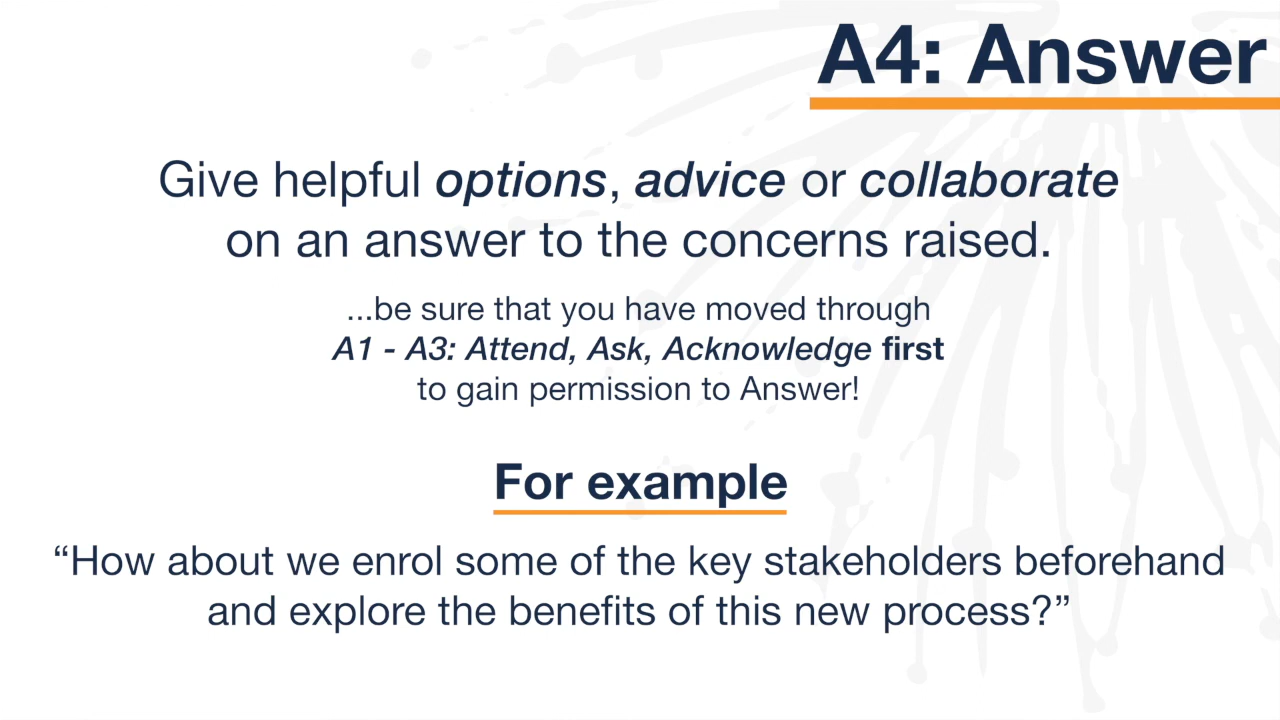 A4: Answer
Give helpful options, advice or collaborate
on an answer to the concerns raised.
...be sure that you have moved through
A1 - A3: Attend, Ask, Acknowledge first
to gain permission to Answer!
For example
“How about we enrol some of the key stakeholders beforehand
and explore the benefits of this new process?”